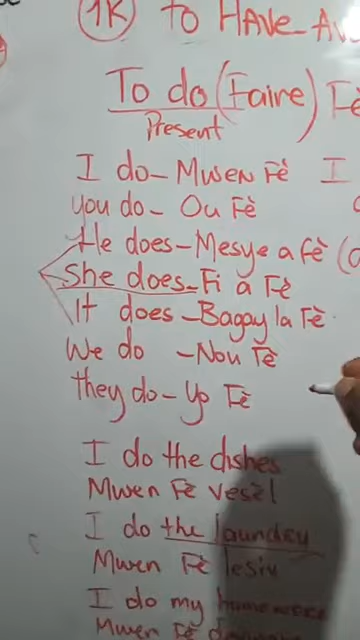 1K To HAVE-Av
To do (Faire) Fè
Present
I do - Mwen Fè I
you do - Ou Fè
He does - Mesye a fè (
She does - Fi a Fè
It does - Bagay la Fè.
We do - Nou Fè
they do - Yo Fè
I do the dishes
Mwen Fè vesèl
I do the laundry
Mwen Fè lesiv
I do my homework
Mwen Fè